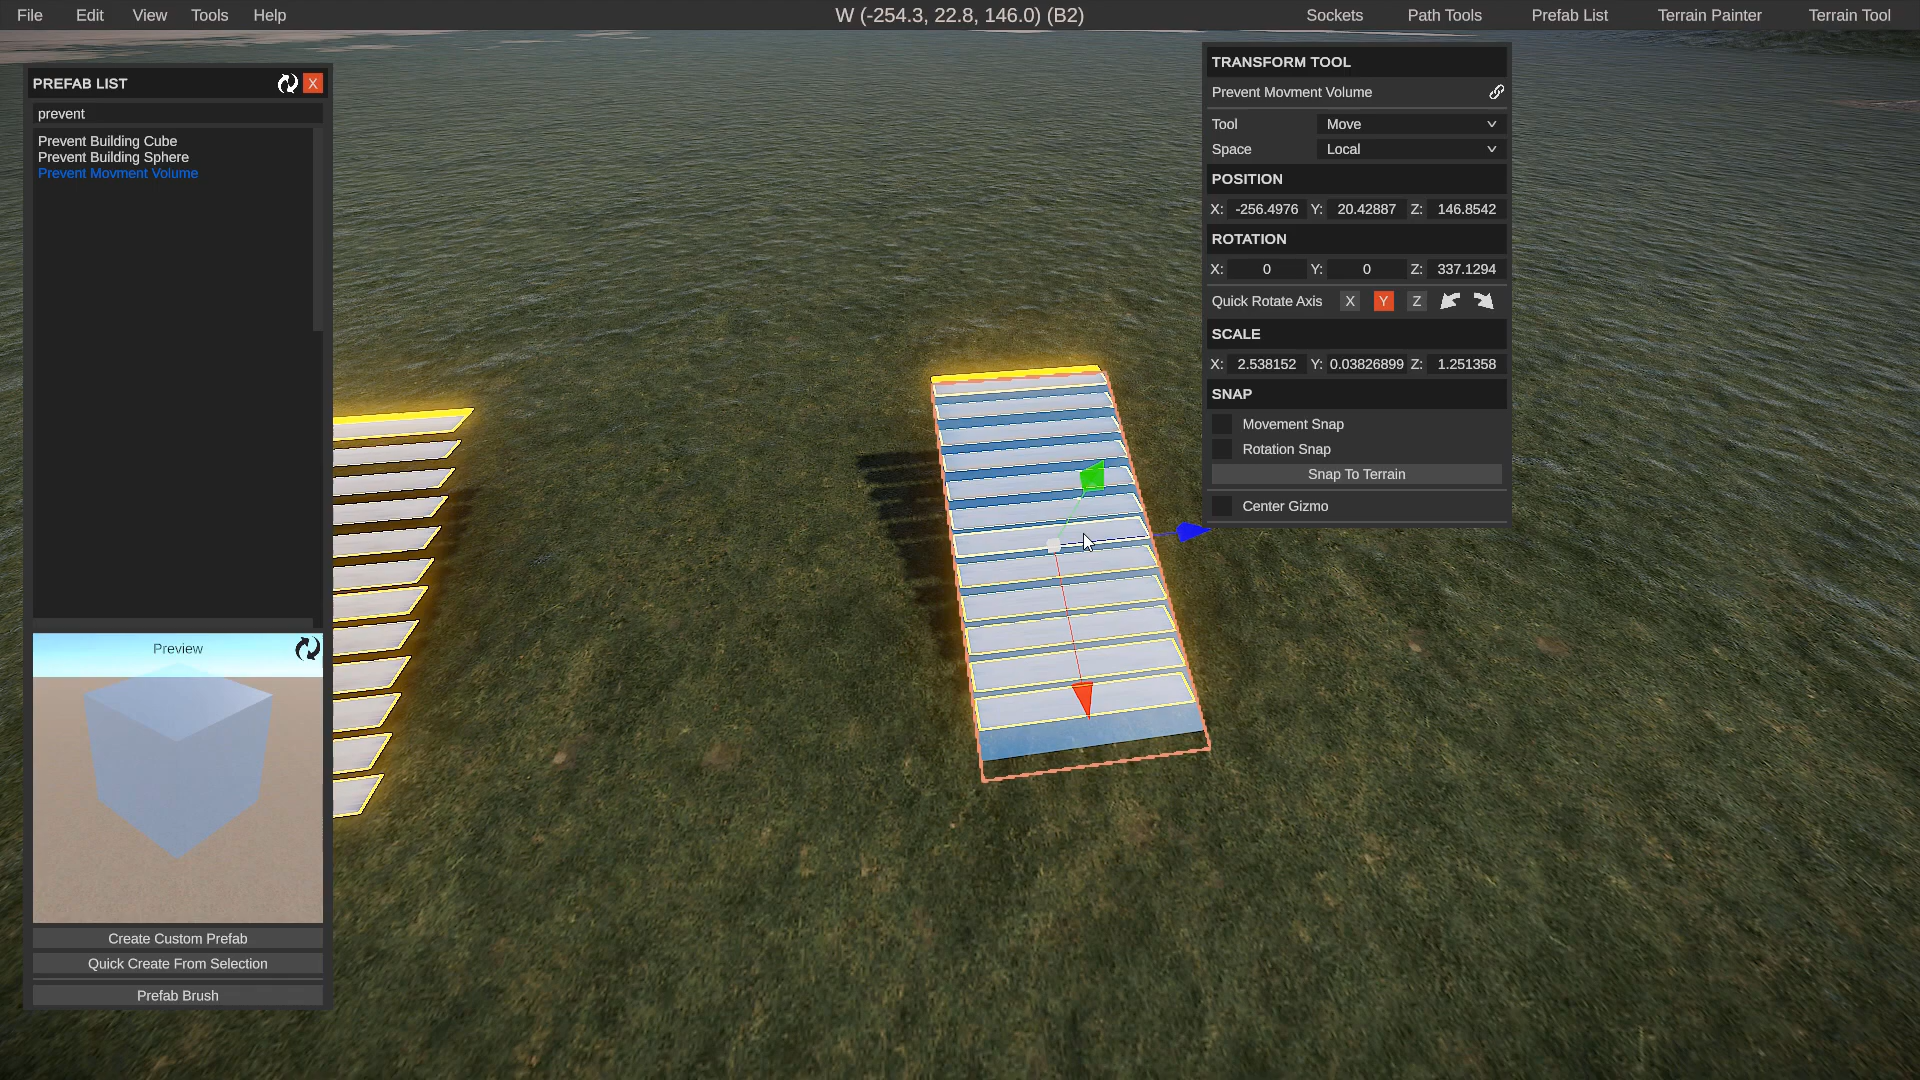 File Edit View Tools Help W (-254.3, 22.8, 146.0) (B2) Sockets Path Tools Prefab List Terrain Painter Terrain Tool
PREFAB LIST X
prevent
Prevent Building Cube
Prevent Building Sphere
Prevent Movment Volume
Preview
Create Custom Prefab
Quick Create From Selection
Prefab Brush
TRANSFORM TOOL
Prevent Movment Volume
Tool Move
Space Local
POSITION
X: -256.4976 Y: 20.42887 Z: 146.8542
ROTATION
X: 0 Y: 0 Z: 337.1294
Quick Rotate Axis X Y Z
SCALE
X: 2.538152 Y: 0.03826899 Z: 1.251358
SNAP
Movement Snap
Rotation Snap
Snap To Terrain
Center Gizmo